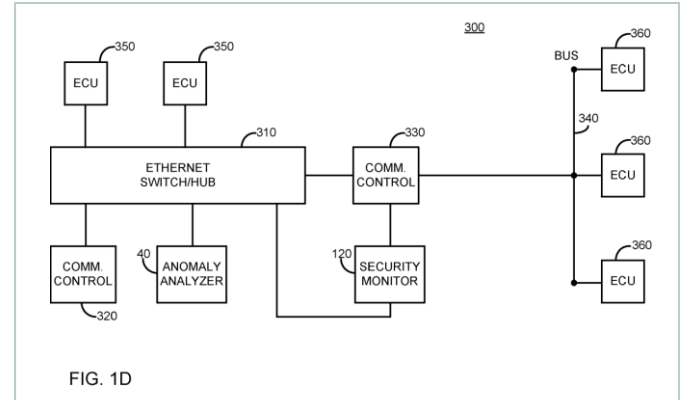 300
350
350
360
ECU
ECU
BUS
ECU
310
330
340
360
ETHERNET
SWITCH/HUB
COMM.
CONTROL
ECU
40
120
360
COMM.
CONTROL
ANOMALY
ANALYZER
SECURITY
MONITOR
ECU
320
FIG. 1D